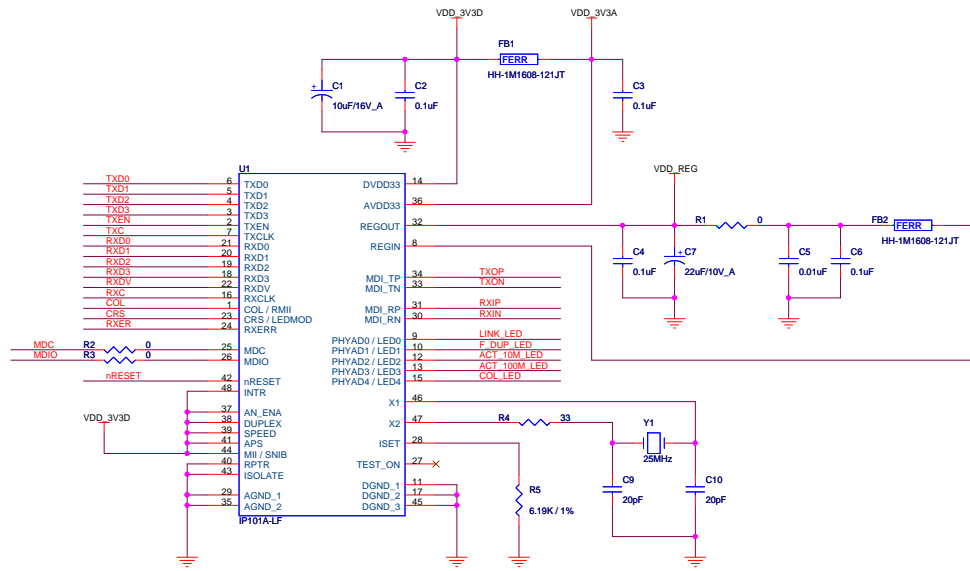 VDD_3V3D
VDD_3V3A
FB1
FERR
HH-1M1608-121JT
+
C1
10uF/16V_A
C2
0.1uF
C3
0.1uF
U1
TXD0 6 TXD0
TXD1 5 TXD1
TXD2 4 TXD2
TXD3 3 TXD3
TXEN 2 TXEN
TXC 7 TXCLK
RXD0 21 RXD0
RXD1 20 RXD1
RXD2 19 RXD2
RXD3 18 RXD3
RXDV 22 RXDV
RXC 16 RXCLK
COL 1 COL / RMII
CRS 23 CRS / LEDMOD
RXER 24 RXERR
MDC R2 0 25 MDC
MDIO R3 0 26 MDIO
nRESET 42 nRESET
48 INTR
VDD_3V3D
37 AN_ENA
38 DUPLEX
39 SPEED
41 APS
44 MII / SNIB
40 RPTR
43 ISOLATE
29 AGND_1
35 AGND_2
IP101A-LF
DVDD33 14
AVDD33 36
REGOUT 32
REGIN 8
MDI_TP 34 TXOP
MDI_TN 33 TXON
MDI_RP 31 RXIP
MDI_RN 30 RXIN
PHYAD0 / LED0 9 LINK_LED
PHYAD1 / LED1 10 F_DUP_LED
PHYAD2 / LED2 12 ACT_10M_LED
PHYAD3 / LED3 13 ACT_100M_LED
PHYAD4 / LED4 15 COL_LED
X1 46
X2 47
ISET 28
TEST_ON 27
DGND_1 11
DGND_2 17
DGND_3 45
VDD_REG
R1 0
FB2
FERR
HH-1M1608-121JT
C4
0.1uF
+
C7
22uF/10V_A
C5
0.01uF
C6
0.1uF
R4 33
Y1
25MHz
C9
20pF
C10
20pF
R5
6.19K / 1%